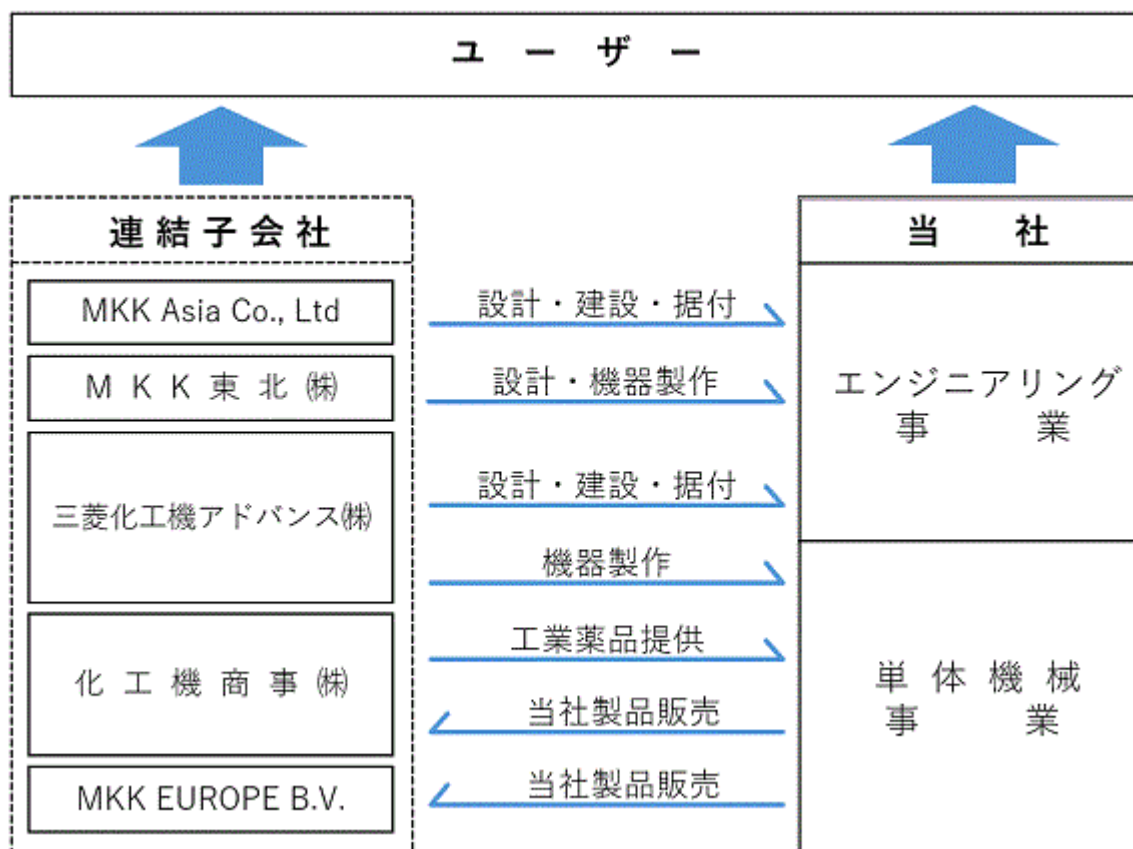 ユーザー
連結子会社
MKK Asia Co., Ltd
MKK東北㈱
三菱化工機アドバンス㈱
化工機商事㈱
MKK EUROPE B.V.
設計・建設・据付
設計・機器製作
設計・建設・据付
機器製作
工業薬品提供
当社製品販売
当社製品販売
当社
エンジニアリング
事業
単体機械
事業